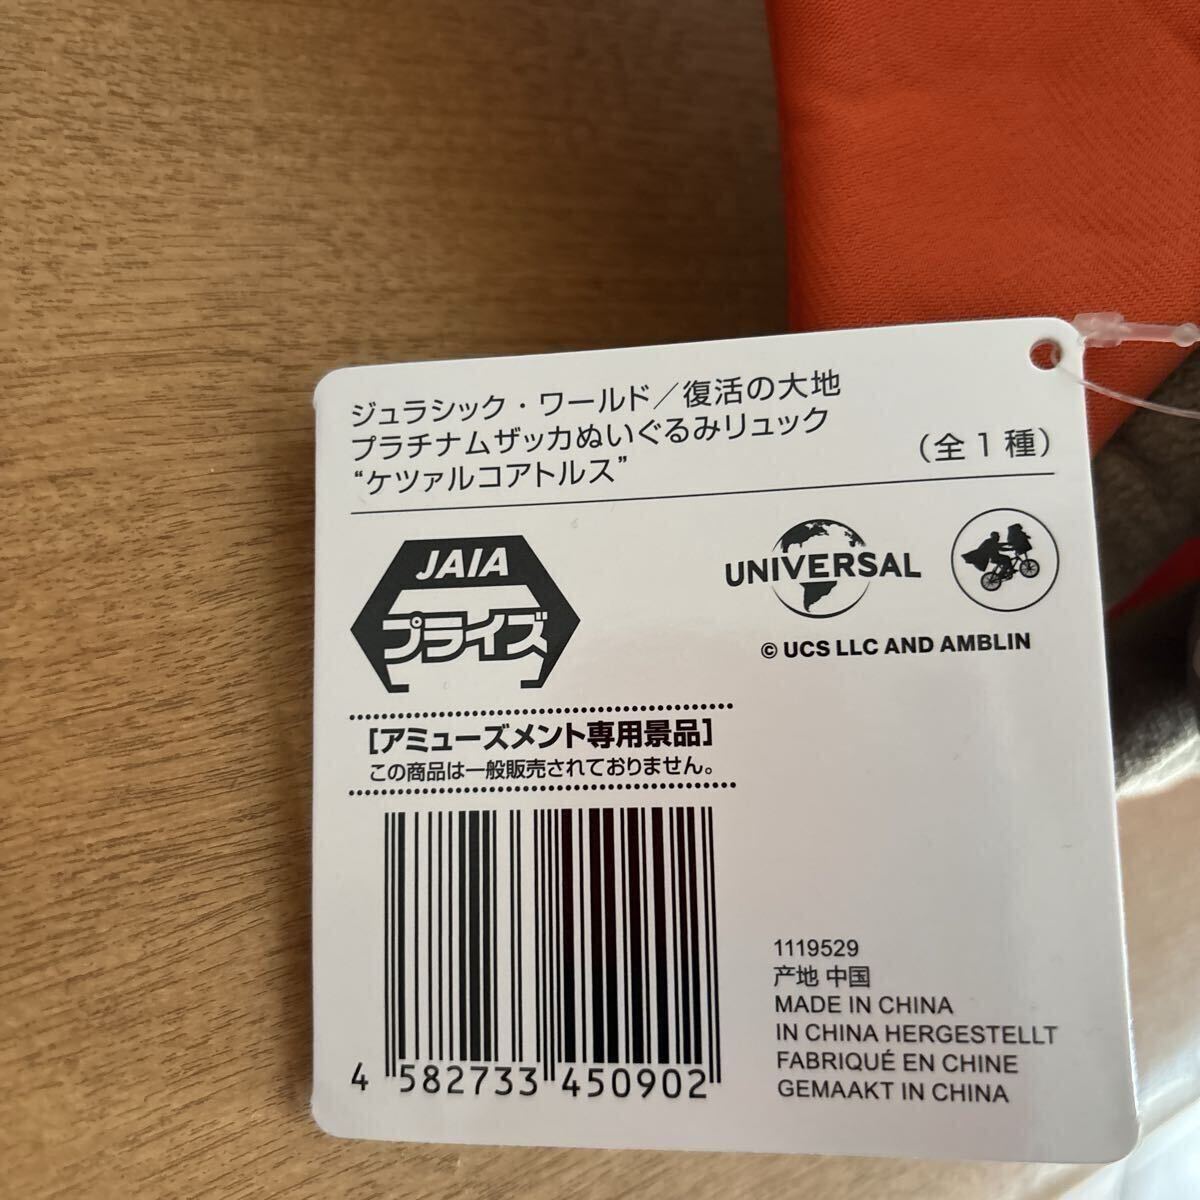 ジュラシック・ワールド／復活の大地
プラチナムザッカぬいぐるみリュック
“ケツァルコアトルス”
（全1種）
JAIA
プライズ
UNIVERSAL
© UCS LLC AND AMBLIN
[アミューズメント専用景品]
この商品は一般販売されておりません。
4 582733 450902
1119529
产地 中国
MADE IN CHINA
IN CHINA HERGESTELLT
FABRIQUÉ EN CHINE
GEMAAKT IN CHINA